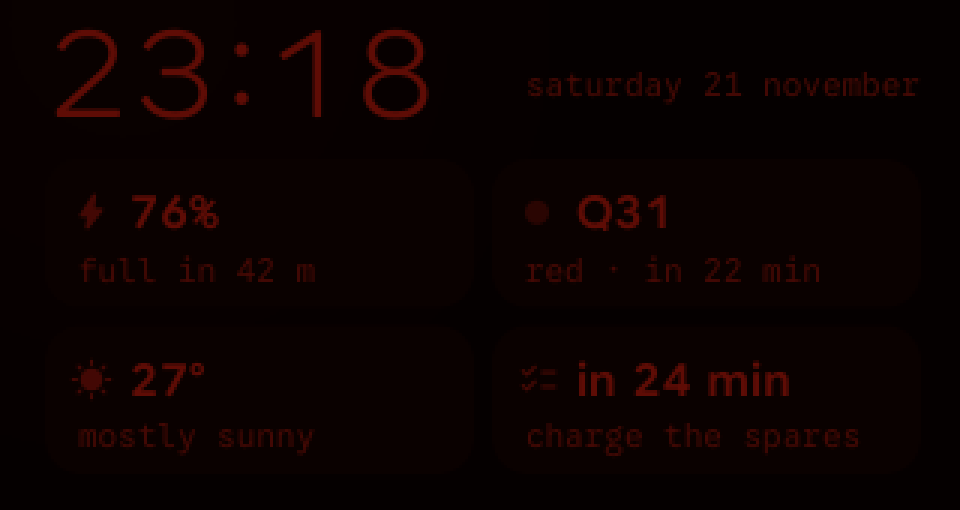 23:18
saturday 21 november
76%
full in 42 m
Q31
red · in 22 min
27°
mostly sunny
in 24 min
charge the spares